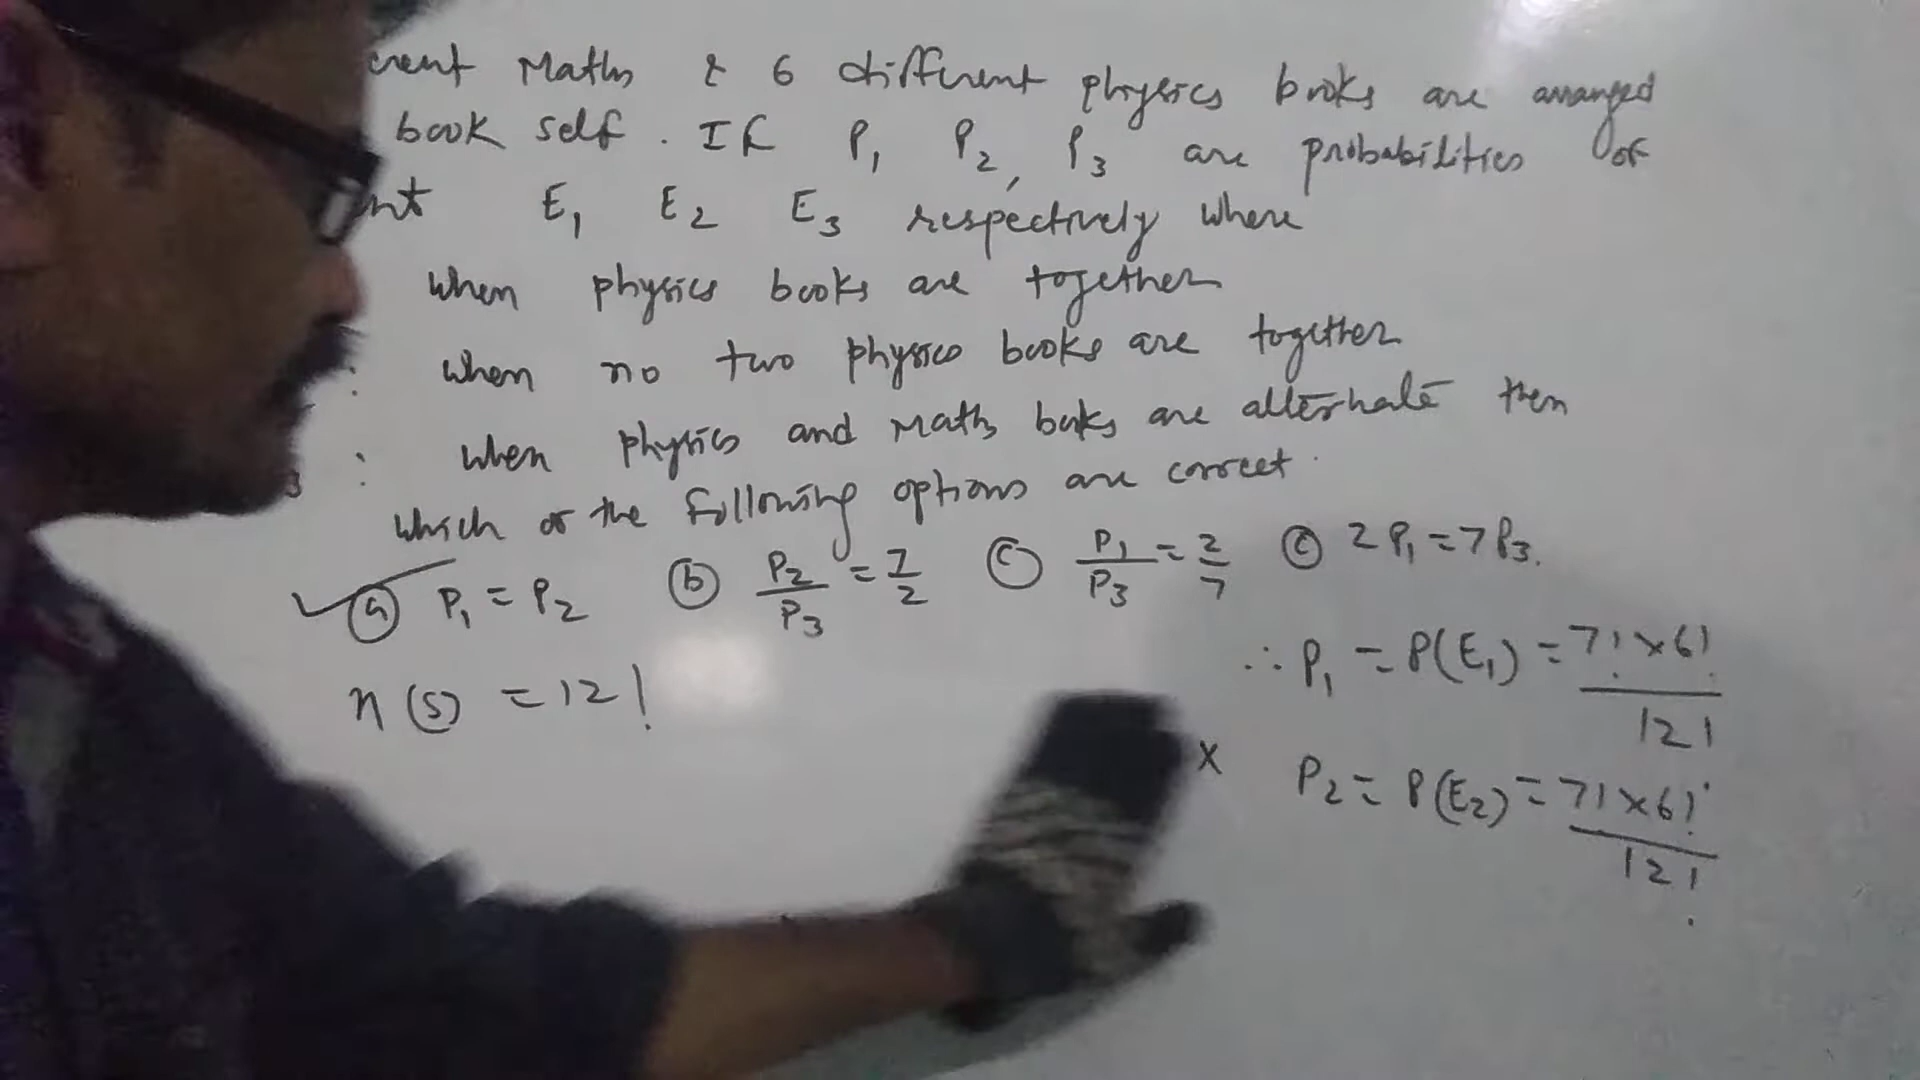 erent Maths & 6 different physics books are arranged
book self. If P₁ P₂, P₃ are probabilities of
nt E₁ E₂ E₃ respectively where
when physics books are together
: when no two physics books are together
3 : when physics and Maths books are alternate then
which of the following options are correct.
(a) P₁ = P₂ (b) P₂/P₃ = 7/2 (c) P₁/P₃ = 2/7 (c) 2P₁ = 7P₃.
n(s) = 12!
∴ P₁ = P(E₁) = 7! × 6! / 12!
x P₂ = P(E₂) = 7! × 6! / 12!